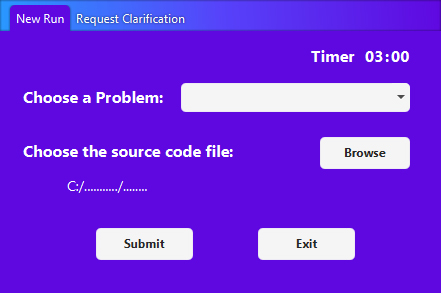 New Run Request Clarification
Timer 03:00
Choose a Problem:
Choose the source code file:
Browse
C:/.........../........
Submit Exit